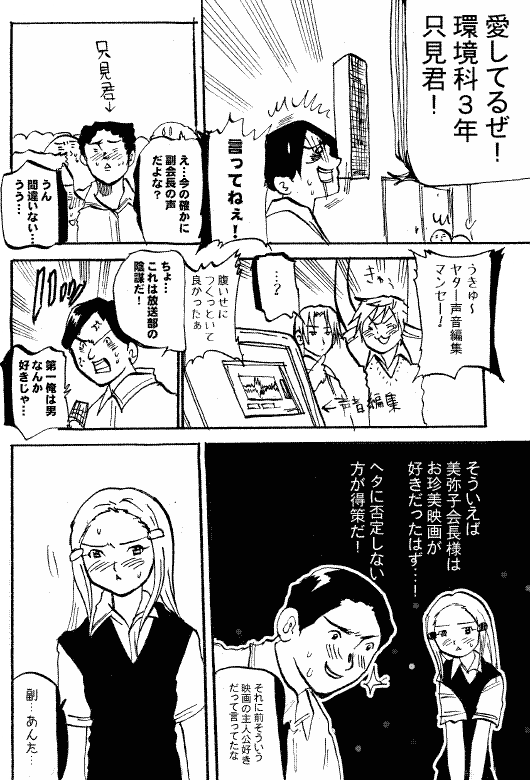 愛してるぜ!
環境科3年
只見君!
言ってねぇ!
只見君
え…今の確かに
副会長の声
だよな?
うん
間違いない…
うう…
うきゅ〜
ヤター声音編集
マンセー!
きゅっ
…?
腹いせに
つくっといて
良かったぁ
←声音編集
ちょ…
これは放送部の
陰謀だ!
第一俺は男
なんか
好きじゃ…
そういえば
美弥子会長様は
お珍美映画が
好きだったはず…!
ヘタに否定しない
方が得策だ!
それに前そういう
映画の主人公好き
だって言ってたな
副…あんた…